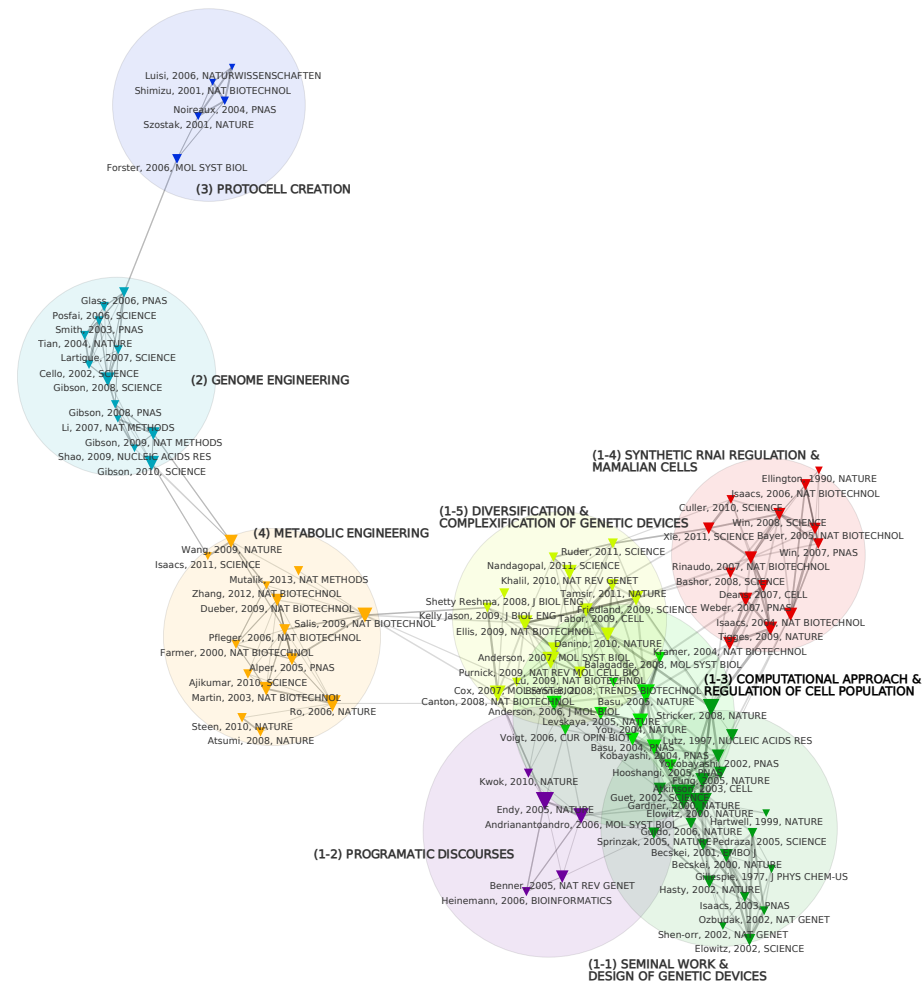 Luisi, 2006, NATURWISSENSCHAFTEN
Shimizu, 2001, NAT BIOTECHNOL
Noireaux, 2004, PNAS
Szostak, 2001, NATURE
Forster, 2006, MOL SYST BIOL
(3) PROTOCELL CREATION
Glass, 2006, PNAS
Posfai, 2006, SCIENCE
Smith, 2003, PNAS
Tian, 2004, NATURE
Lartigue, 2007, SCIENCE
Cello, 2002, SCIENCE
(2) GENOME ENGINEERING
Gibson, 2008, SCIENCE
Gibson, 2008, PNAS
Li, 2007, NAT METHODS
Gibson, 2009, NAT METHODS
Shao, 2009, NUCLEIC ACIDS RES
Gibson, 2010, SCIENCE
(4) METABOLIC ENGINEERING
Wang, 2009, NATURE
Isaacs, 2011, SCIENCE
Mutalik, 2013, NAT METHODS
Zhang, 2012, NAT BIOTECHNOL
Dueber, 2009, NAT BIOTECHNOL
Salis, 2009, NAT BIOTECHNOL
Pfleger, 2006, NAT BIOTECHNOL
Farmer, 2000, NAT BIOTECHNOL
Alper, 2005, PNAS
Ajikumar, 2010, SCIENCE
Martin, 2003, NAT BIOTECHNOL
Ro, 2006, NATURE
Steen, 2010, NATURE
Atsumi, 2008, NATURE
(1-4) SYNTHETIC RNAI REGULATION &
MAMALIAN CELLS
Ellington, 1990, NATURE
Isaacs, 2006, NAT BIOTECHNOL
Culler, 2010, SCIENCE
Win, 2008, SCIENCE
Bayer, 2005, NAT BIOTECHNOL
Xie, 2011, SCIENCE
Win, 2007, PNAS
Rinaudo, 2007, NAT BIOTECHNOL
Bashor, 2008, SCIENCE
Deans, 2007, CELL
Weber, 2007, PNAS
Isaacs, 2004, NAT BIOTECHNOL
Tigges, 2009, NATURE
Kramer, 2004, NAT BIOTECHNOL
(1-5) DIVERSIFICATION &
COMPLEXIFICATION OF GENETIC DEVICES
Ruder, 2011, SCIENCE
Nandagopal, 2011, SCIENCE
Khalil, 2010, NAT REV GENET
Tamsir, 2011, NATURE
Shetty Reshma, 2008, J BIOL ENG
Friedland, 2009, SCIENCE
Kelly Jason, 2009, J BIOL ENG
Tabor, 2009, CELL
Ellis, 2009, NAT BIOTECHNOL
Danino, 2010, NATURE
Anderson, 2007, MOL SYST BIOL
Balagadde, 2008, MOL SYST BIOL
Purnick, 2009, NAT REV MOL CELL BIO
Lu, 2009, NAT BIOTECHNOL
Cox, 2007, MOL SYST BIOL
2008, TRENDS BIOTECHNOL
Canton, 2008, NAT BIOTECHNOL
Basu, 2005, NATURE
Anderson, 2006, J MOL BIOL
(1-3) COMPUTATIONAL APPROACH &
REGULATION OF CELL POPULATION
Stricker, 2008, NATURE
Levskaya, 2005, NATURE
You, 2004, NATURE
Voigt, 2006, CUR OPIN BIOT
Lutz, 1997, NUCLEIC ACIDS RES
Basu, 2004, PNAS
Kobayashi, 2004, PNAS
Yokobayashi, 2002, PNAS
Hooshangi, 2005, PNAS
Fung, 2005, NATURE
Atkinson, 2003, CELL
Guet, 2002, SCIENCE
Gardner, 2000, NATURE
Elowitz, 2000, NATURE
Hartwell, 1999, NATURE
Guido, 2006, NATURE
Sprinzak, 2005, NATURE
Pedraza, 2005, SCIENCE
Becskei, 2001, EMBO J
Becskei, 2000, NATURE
Gillespie, 1977, J PHYS CHEM-US
Hasty, 2002, NATURE
Isaacs, 2003, PNAS
Ozbudak, 2002, NAT GENET
Shen-orr, 2002, NAT GENET
Elowitz, 2002, SCIENCE
Kwok, 2010, NATURE
Endy, 2005, NATURE
Andrianantoandro, 2006, MOL SYST BIOL
(1-2) PROGRAMATIC DISCOURSES
Benner, 2005, NAT REV GENET
Heinemann, 2006, BIOINFORMATICS
(1-1) SEMINAL WORK &
DESIGN OF GENETIC DEVICES